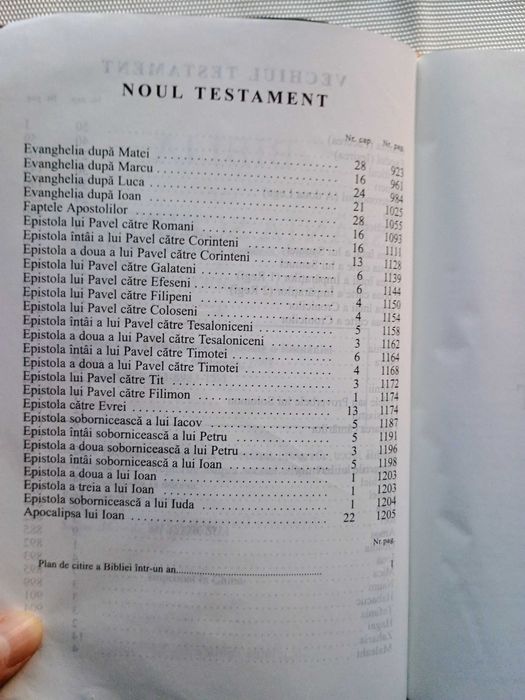 NOUL TESTAMENT
Nr. cap. Nr. pag.
Evanghelia după Matei 28 923
Evanghelia după Marcu 16 961
Evanghelia după Luca 24 984
Evanghelia după Ioan 21 1025
Faptele Apostolilor 28 1055
Epistola lui Pavel către Romani 16 1093
Epistola întâi a lui Pavel către Corinteni 16 1111
Epistola a doua a lui Pavel către Corinteni 13 1128
Epistola lui Pavel către Galateni 6 1139
Epistola lui Pavel către Efeseni 6 1144
Epistola lui Pavel către Filipeni 4 1150
Epistola lui Pavel către Coloseni 4 1154
Epistola întâi a lui Pavel către Tesaloniceni 5 1158
Epistola a doua a lui Pavel către Tesaloniceni 3 1162
Epistola întâi a lui Pavel către Timotei 6 1164
Epistola a doua a lui Pavel către Timotei 4 1168
Epistola lui Pavel către Tit 3 1172
Epistola lui Pavel către Filimon 1 1174
Epistola către Evrei 13 1174
Epistola sobornicească a lui Iacov 5 1187
Epistola întâi sobornicească a lui Petru 5 1191
Epistola a doua sobornicească a lui Petru 3 1196
Epistola întâi sobornicească a lui Ioan 5 1198
Epistola a doua a lui Ioan 1 1203
Epistola a treia a lui Ioan 1 1203
Epistola sobornicească a lui Iuda 1 1204
Apocalipsa lui Ioan 22 1205
Nr. pag.
Plan de citire a Bibliei într-un an 1